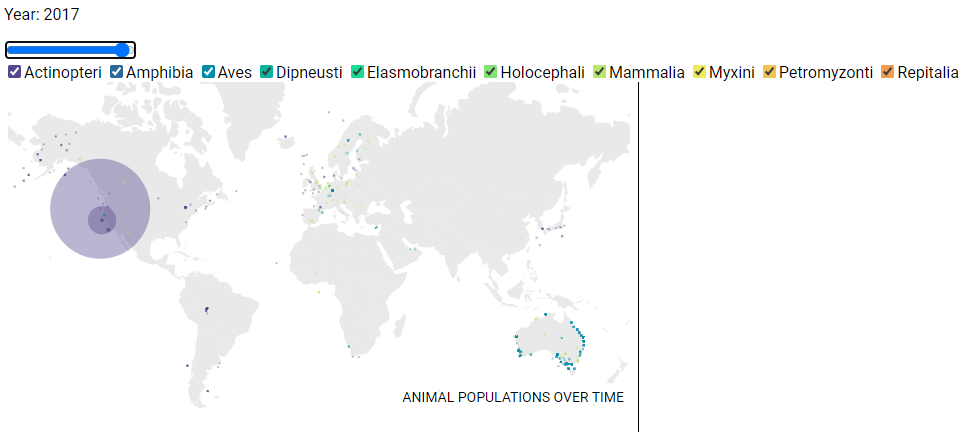 Year: 2017
Actinopteri Amphibia Aves Dipneusti Elasmobranchii Holocephali Mammalia Myxini Petromyzonti Repitalia
ANIMAL POPULATIONS OVER TIME